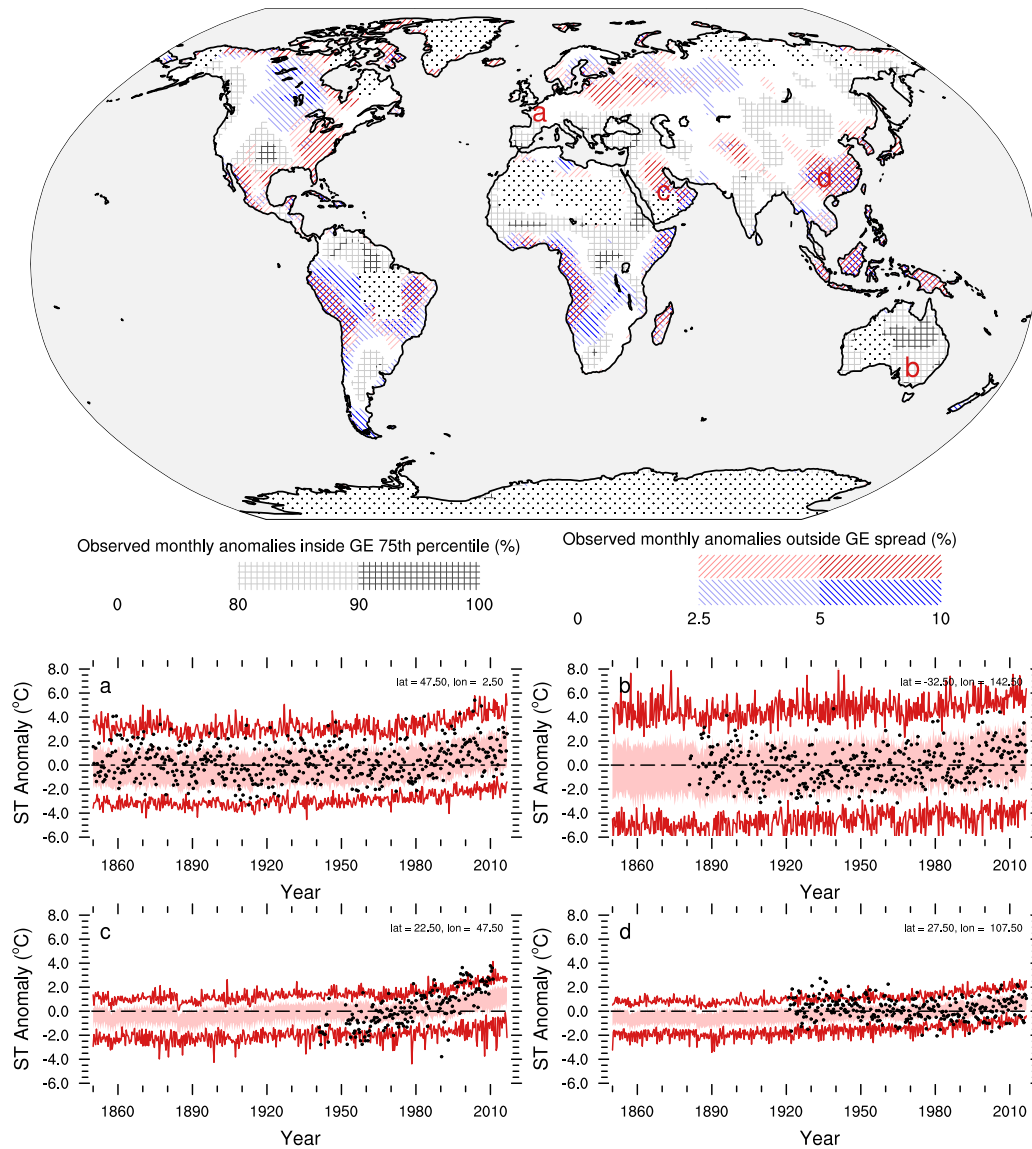 a
c
d
b
Observed monthly anomalies inside GE 75th percentile (%)
0 80 90 100
Observed monthly anomalies outside GE spread (%)
0 2.5 5 10
a
lat = 47.50, lon = 2.50
8.0
6.0
4.0
2.0
0.0
-2.0
-4.0
-6.0
ST Anomaly (°C)
1860 1890 1920 1950 1980 2010
Year
b
lat = -32.50, lon = 142.50
8.0
6.0
4.0
2.0
0.0
-2.0
-4.0
-6.0
ST Anomaly (°C)
1860 1890 1920 1950 1980 2010
Year
c
lat = 22.50, lon = 47.50
8.0
6.0
4.0
2.0
0.0
-2.0
-4.0
-6.0
ST Anomaly (°C)
1860 1890 1920 1950 1980 2010
Year
d
lat = 27.50, lon = 107.50
8.0
6.0
4.0
2.0
0.0
-2.0
-4.0
-6.0
ST Anomaly (°C)
1860 1890 1920 1950 1980 2010
Year